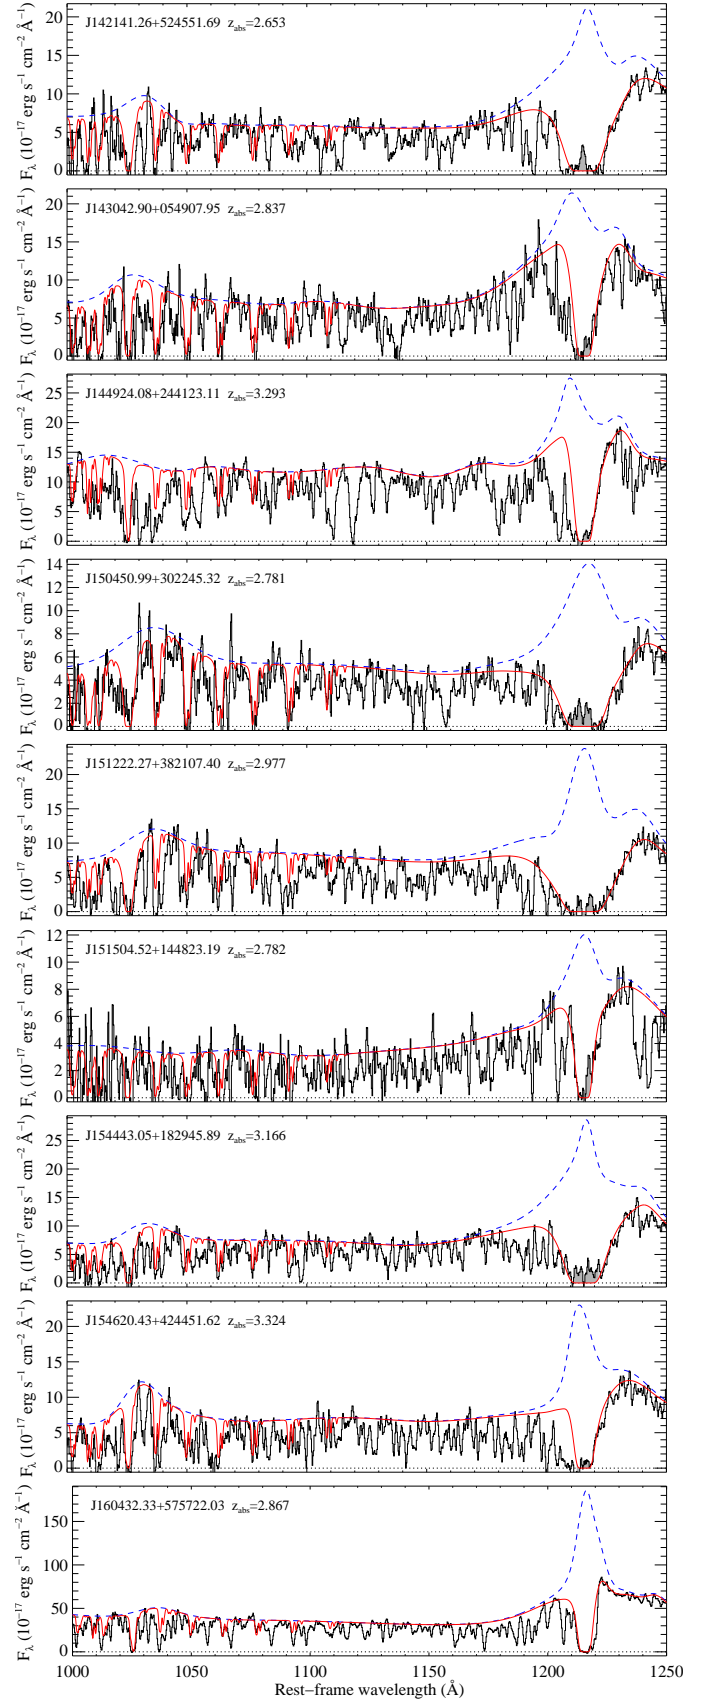 J142141.26+524551.69 z_abs=2.653
20
15
10
5
0
F_λ (10⁻¹⁷ erg s⁻¹ cm⁻² Å⁻¹)
J143042.90+054907.95 z_abs=2.837
20
15
10
5
0
F_λ (10⁻¹⁷ erg s⁻¹ cm⁻² Å⁻¹)
J144924.08+244123.11 z_abs=3.293
25
20
15
10
5
0
F_λ (10⁻¹⁷ erg s⁻¹ cm⁻² Å⁻¹)
J150450.99+302245.32 z_abs=2.781
14
12
10
8
6
4
2
0
F_λ (10⁻¹⁷ erg s⁻¹ cm⁻² Å⁻¹)
J151222.27+382107.40 z_abs=2.977
20
15
10
5
0
F_λ (10⁻¹⁷ erg s⁻¹ cm⁻² Å⁻¹)
J151504.52+144823.19 z_abs=2.782
12
10
8
6
4
2
0
F_λ (10⁻¹⁷ erg s⁻¹ cm⁻² Å⁻¹)
J154443.05+182945.89 z_abs=3.166
25
20
15
10
5
0
F_λ (10⁻¹⁷ erg s⁻¹ cm⁻² Å⁻¹)
J154620.43+424451.62 z_abs=3.324
20
15
10
5
0
F_λ (10⁻¹⁷ erg s⁻¹ cm⁻² Å⁻¹)
J160432.33+575722.03 z_abs=2.867
150
100
50
0
F_λ (10⁻¹⁷ erg s⁻¹ cm⁻² Å⁻¹)
1000 1050 1100 1150 1200 1250
Rest−frame wavelength (Å)